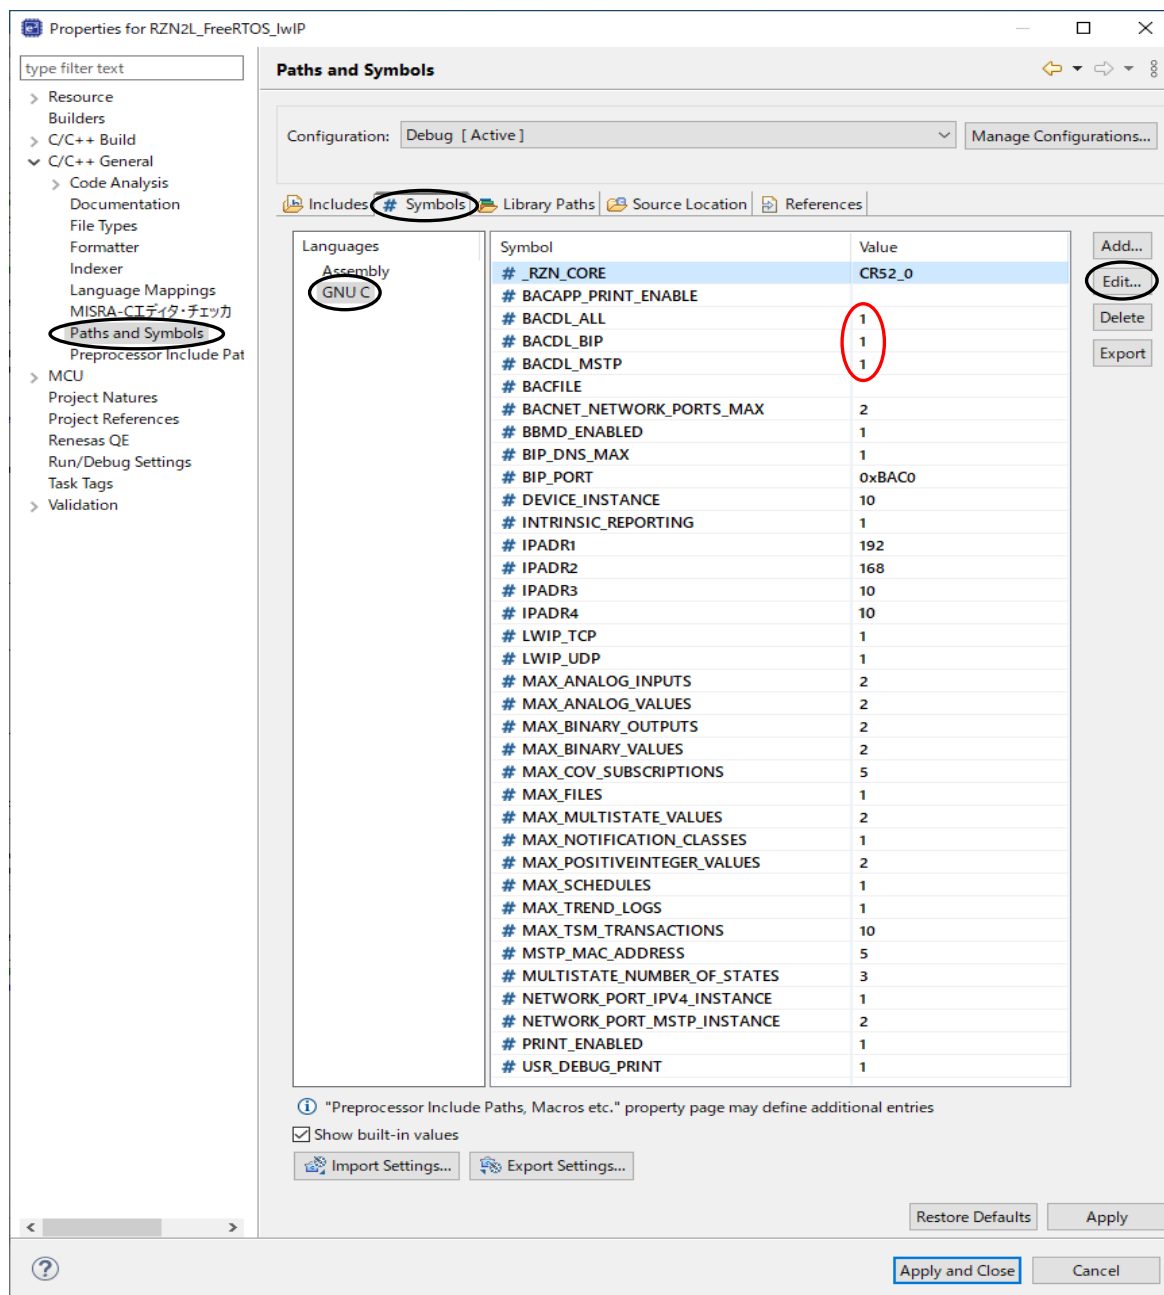 Properties for RZN2L_FreeRTOS_lwIP
type filter text
Resource
Builders
C/C++ Build
C/C++ General
Code Analysis
Documentation
File Types
Formatter
Indexer
Language Mappings
MISRA-Cエディタ・チェッカ
Paths and Symbols
Preprocessor Include Pat
MCU
Project Natures
Project References
Renesas QE
Run/Debug Settings
Task Tags
Validation
Paths and Symbols
Configuration: Debug [ Active ] Manage Configurations...
Includes # Symbols Library Paths Source Location References
Languages
Assembly
GNU C
Symbol Value
# _RZN_CORE CR52_0
# BACAPP_PRINT_ENABLE
# BACDL_ALL 1
# BACDL_BIP 1
# BACDL_MSTP 1
# BACFILE
# BACNET_NETWORK_PORTS_MAX 2
# BBMD_ENABLED 1
# BIP_DNS_MAX 1
# BIP_PORT 0xBAC0
# DEVICE_INSTANCE 10
# INTRINSIC_REPORTING 1
# IPADR1 192
# IPADR2 168
# IPADR3 10
# IPADR4 10
# LWIP_TCP 1
# LWIP_UDP 1
# MAX_ANALOG_INPUTS 2
# MAX_ANALOG_VALUES 2
# MAX_BINARY_OUTPUTS 2
# MAX_BINARY_VALUES 2
# MAX_COV_SUBSCRIPTIONS 5
# MAX_FILES 1
# MAX_MULTISTATE_VALUES 2
# MAX_NOTIFICATION_CLASSES 1
# MAX_POSITIVEINTEGER_VALUES 2
# MAX_SCHEDULES 1
# MAX_TREND_LOGS 1
# MAX_TSM_TRANSACTIONS 10
# MSTP_MAC_ADDRESS 5
# MULTISTATE_NUMBER_OF_STATES 3
# NETWORK_PORT_IPV4_INSTANCE 1
# NETWORK_PORT_MSTP_INSTANCE 2
# PRINT_ENABLED 1
# USR_DEBUG_PRINT 1
Add...
Edit...
Delete
Export
"Preprocessor Include Paths, Macros etc." property page may define additional entries
Show built-in values
Import Settings... Export Settings...
Restore Defaults Apply
Apply and Close Cancel